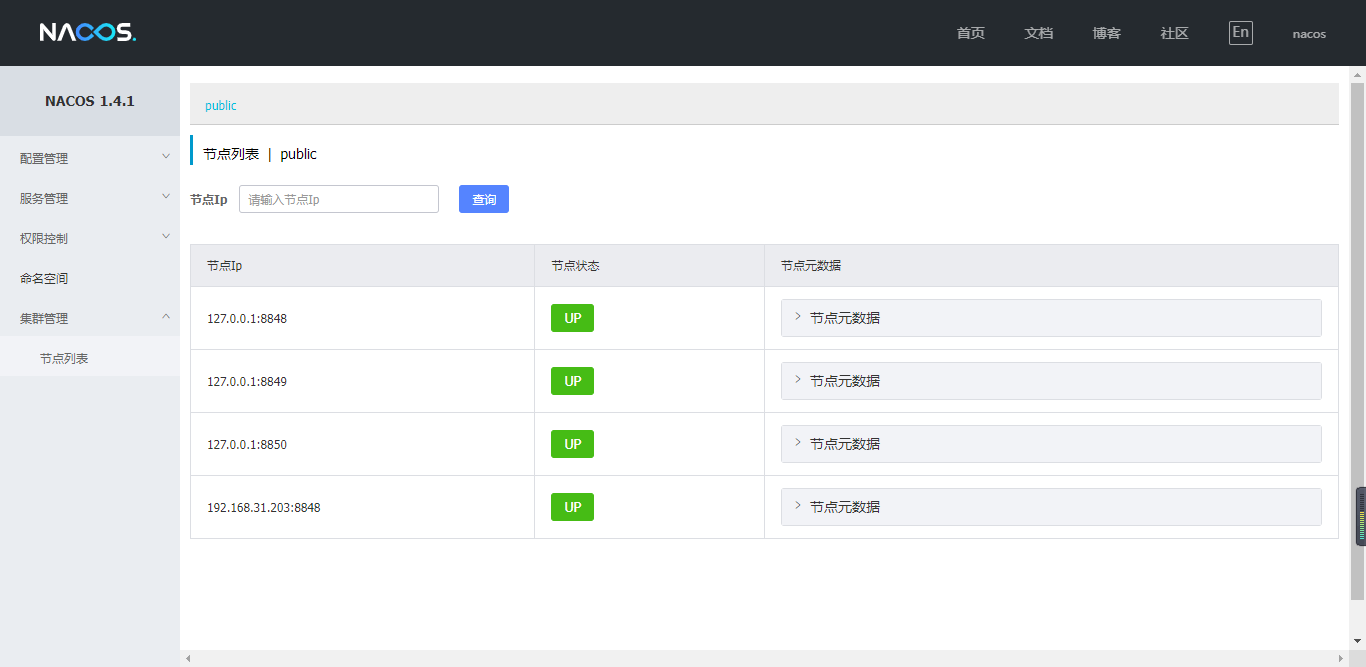 NACOS.
首页 文档 博客 社区 En nacos
NACOS 1.4.1
配置管理
服务管理
权限控制
命名空间
集群管理
节点列表
public
节点列表 | public
节点Ip 请输入节点Ip 查询
节点Ip 节点状态 节点元数据
127.0.0.1:8848 UP 节点元数据
127.0.0.1:8849 UP 节点元数据
127.0.0.1:8850 UP 节点元数据
192.168.31.203:8848 UP 节点元数据